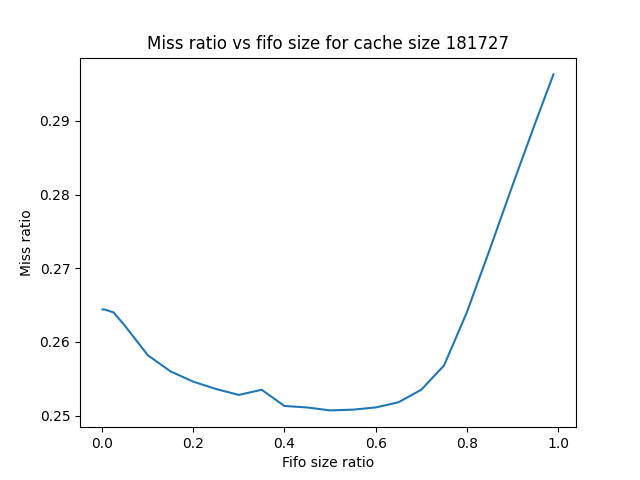 Miss ratio vs fifo size for cache size 181727
0.29
0.28
0.27
0.26
0.25
Miss ratio
0.0 0.2 0.4 0.6 0.8 1.0
Fifo size ratio